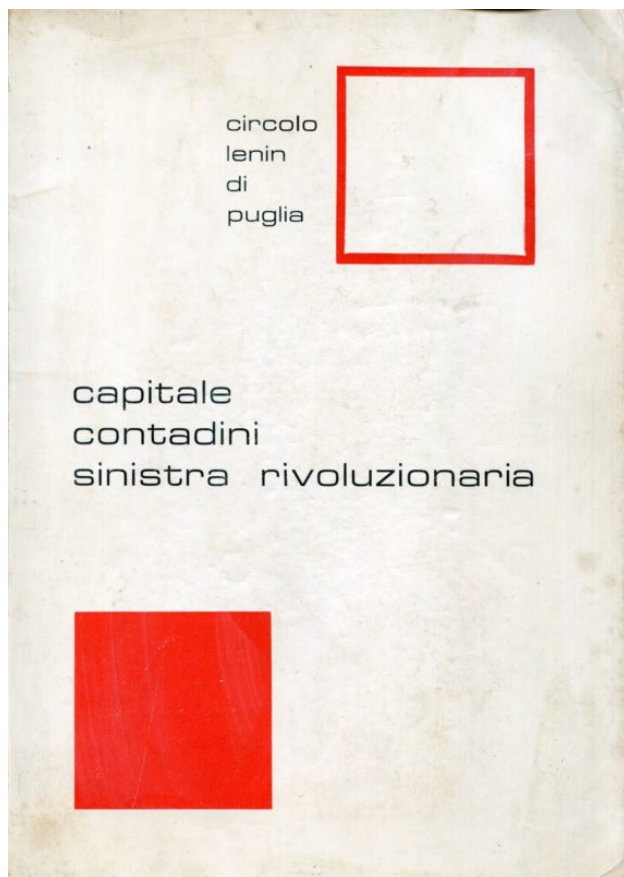 circolo
lenin
di
puglia
capitale
contadini
sinistra rivoluzionaria